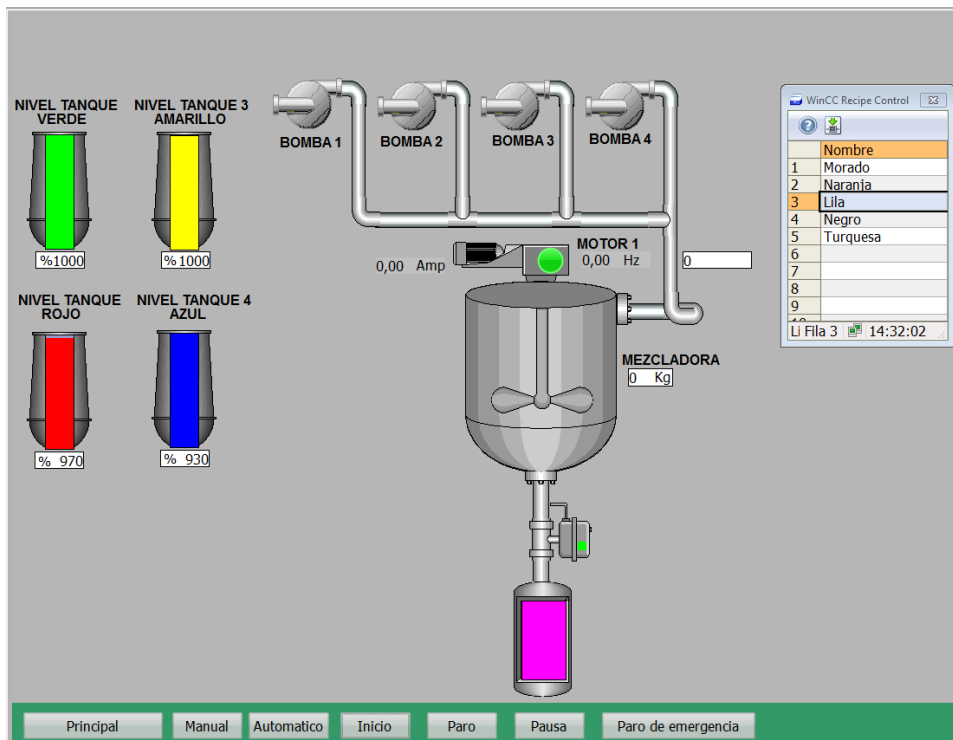 NIVEL TANQUE
VERDE
%1000
NIVEL TANQUE 3
AMARILLO
%1000
NIVEL TANQUE
ROJO
% 970
NIVEL TANQUE 4
AZUL
% 930
BOMBA 1
BOMBA 2
BOMBA 3
BOMBA 4
0,00 Amp
MOTOR 1
0,00 Hz
0
MEZCLADORA
0 Kg
WinCC Recipe Control
Nombre
1 Morado
2 Naranja
3 Lila
4 Negro
5 Turquesa
6
7
8
9
10
Li Fila 3 14:32:02
Principal Manual Automatico Inicio Paro Pausa Paro de emergencia